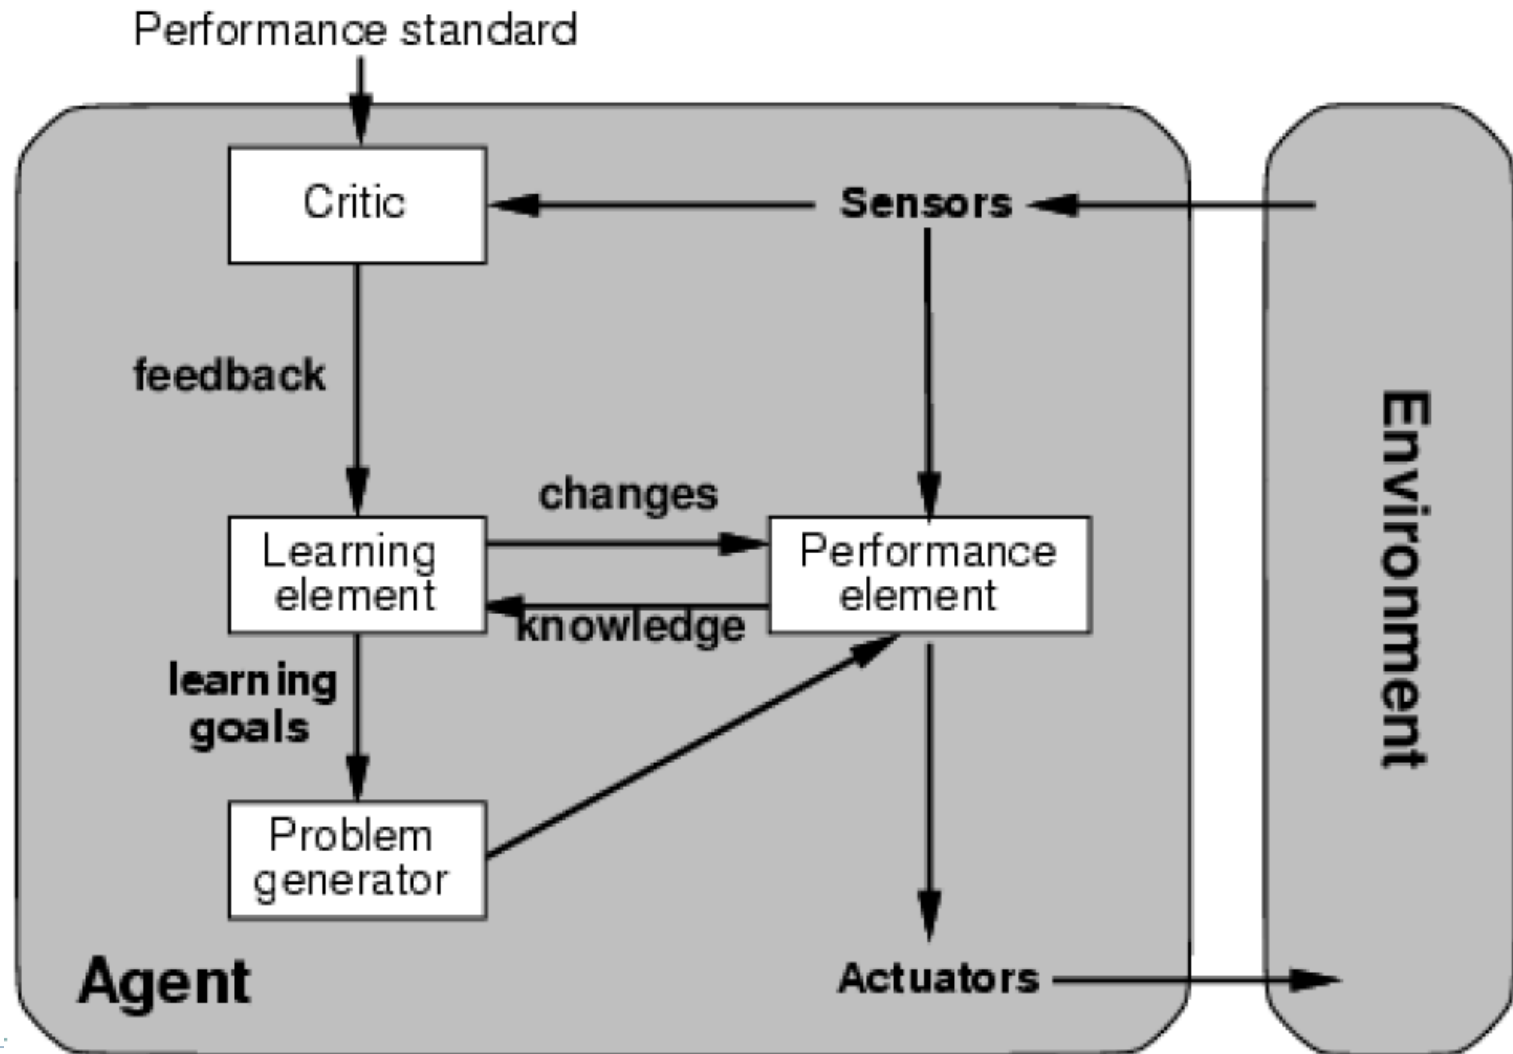 Performance standard
Critic
Sensors
feedback
changes
Learning
element
Performance
element
knowledge
learning
goals
Problem
generator
Agent
Actuators
Environment